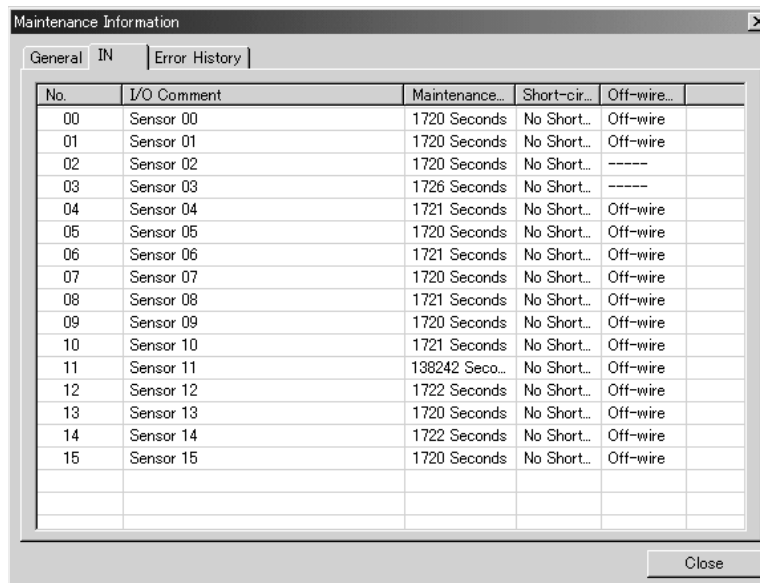 Maintenance Information
General IN Error History
No. I/O Comment Maintenance... Short-cir... Off-wire...
00 Sensor 00 1720 Seconds No Short... Off-wire
01 Sensor 01 1720 Seconds No Short... Off-wire
02 Sensor 02 1720 Seconds No Short... -----
03 Sensor 03 1726 Seconds No Short... -----
04 Sensor 04 1721 Seconds No Short... Off-wire
05 Sensor 05 1720 Seconds No Short... Off-wire
06 Sensor 06 1721 Seconds No Short... Off-wire
07 Sensor 07 1720 Seconds No Short... Off-wire
08 Sensor 08 1721 Seconds No Short... Off-wire
09 Sensor 09 1720 Seconds No Short... Off-wire
10 Sensor 10 1721 Seconds No Short... Off-wire
11 Sensor 11 138242 Seco... No Short... Off-wire
12 Sensor 12 1722 Seconds No Short... Off-wire
13 Sensor 13 1720 Seconds No Short... Off-wire
14 Sensor 14 1722 Seconds No Short... Off-wire
15 Sensor 15 1720 Seconds No Short... Off-wire
Close